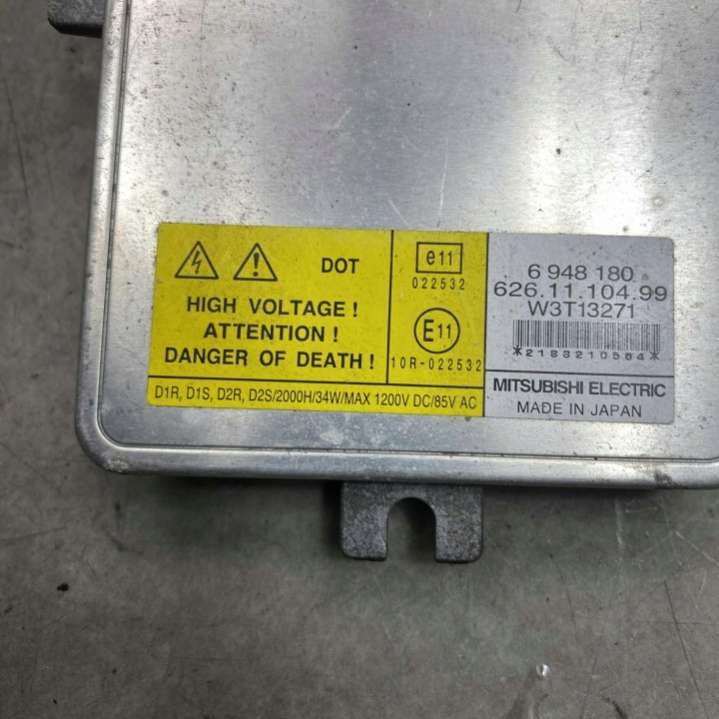 DOT
HIGH VOLTAGE !
ATTENTION !
DANGER OF DEATH !
D1R, D1S, D2R, D2S/2000H/34W/MAX 1200V DC/85V AC
e11
022532
E11
10R-022532
6 948 180
626.11.104.99
W3T13271
*2183210584*
MITSUBISHI ELECTRIC
MADE IN JAPAN